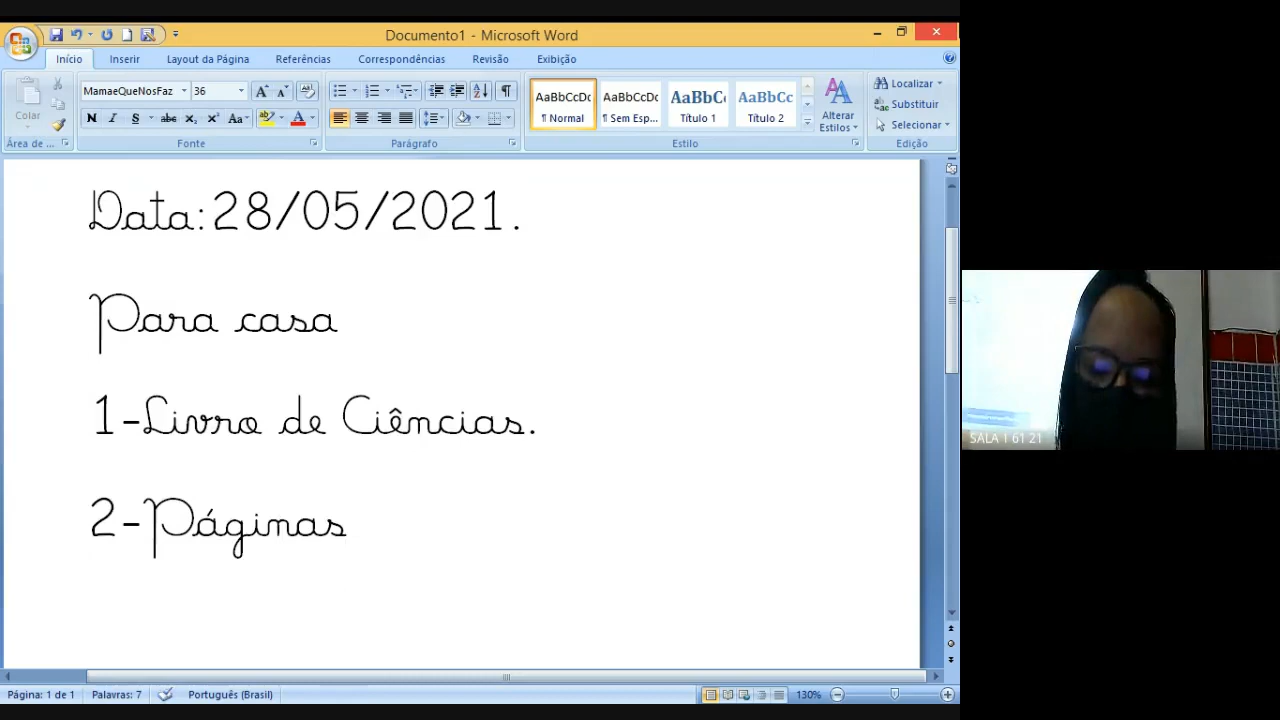 Documento1 - Microsoft Word
Início Inserir Layout da Página Referências Correspondências Revisão Exibição
Colar
MamaeQueNosFaz 36
AaBbCcDc AaBbCcDc AaBbC AaBbCc
¶ Normal ¶ Sem Esp... Título 1 Título 2
Alterar Estilos
Localizar
Substituir
Selecionar
Área de ... Fonte Parágrafo Estilo Edição
Data: 28/05/2021.
Para casa
1-Livro de Ciências.
2-Páginas
SALA 1 61 21
Página: 1 de 1 Palavras: 7 Português (Brasil) 130%